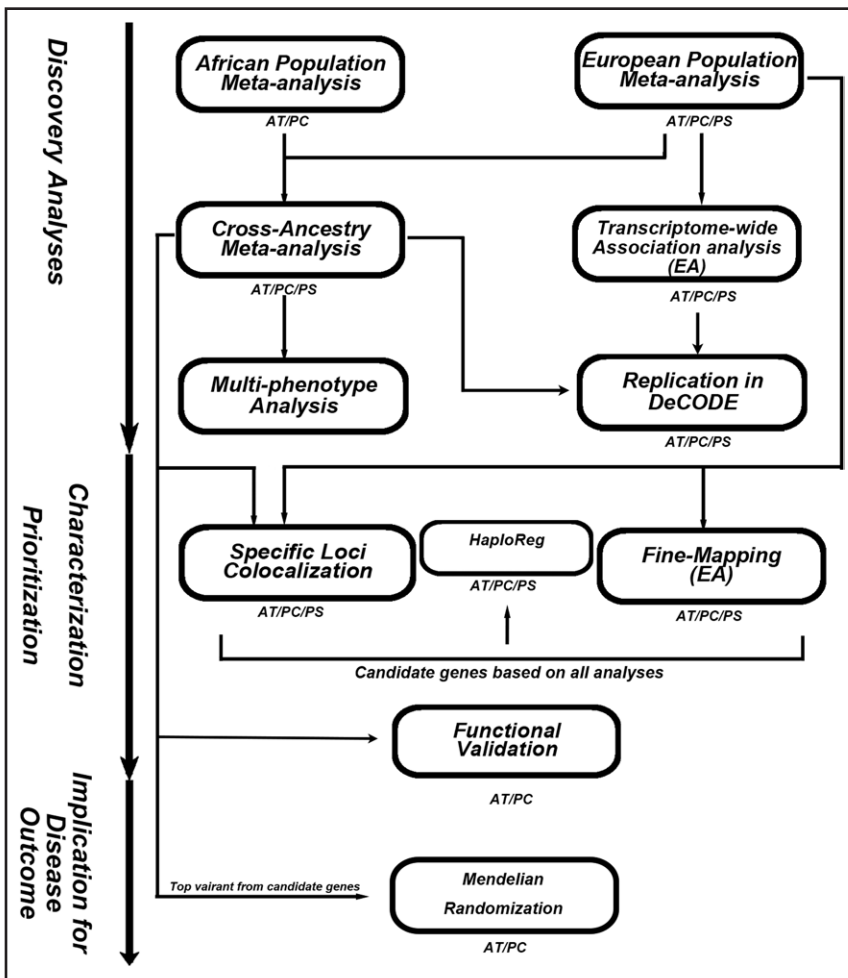 Discovery Analyses
African Population
Meta-analysis
AT/PC
European Population
Meta-analysis
AT/PC/PS
Cross-Ancestry
Meta-analysis
AT/PC/PS
Transcriptome-wide
Association analysis
(EA)
AT/PC/PS
Multi-phenotype
Analysis
Replication in
DeCODE
AT/PC/PS
Characterization
Prioritization
Specific Loci
Colocalization
AT/PC/PS
HaploReg
AT/PC/PS
Fine-Mapping
(EA)
AT/PC/PS
Candidate genes based on all analyses
Functional
Validation
AT/PC
Implication for
Disease
Outcome
Top vairant from candidate genes
Mendelian
Randomization
AT/PC